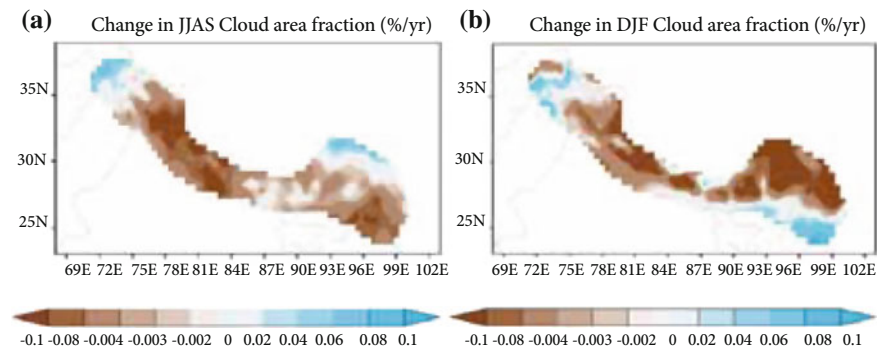 (a) Change in JJAS Cloud area fraction (%/yr)
35N
30N
25N
69E 72E 75E 78E 81E 84E 87E 90E 93E 96E 99E 102E
-0.1 -0.08 -0.004 -0.003 -0.002 0 0.02 0.04 0.06 0.08 0.1
(b) Change in DJF Cloud area fraction (%/yr)
35N
30N
25N
69E 72E 75E 78E 81E 84E 87E 90E 93E 96E 99E 102E
-0.1 -0.08 -0.004 -0.003 -0.002 0 0.02 0.04 0.06 0.08 0.1